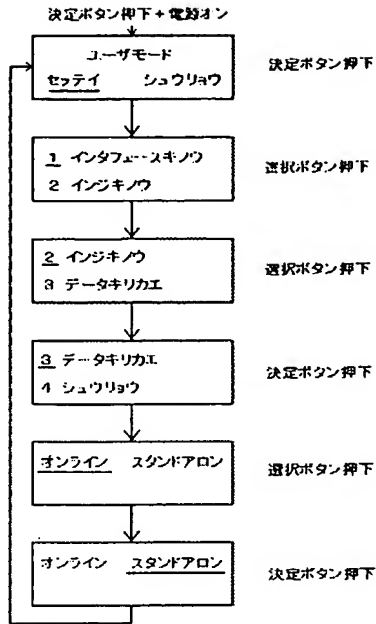 決定ボタン押下+電源オン
ユーザモード
決定ボタン押下
セッテイ シュウリョウ
1 インタフェースキノウ
選択ボタン押下
2 インジキノウ
2 インジキノウ
選択ボタン押下
3 データキリカエ
3 データキリカエ
決定ボタン押下
4 シュウリョウ
オンライン スタンドアロン
選択ボタン押下
オンライン スタンドアロン
決定ボタン押下